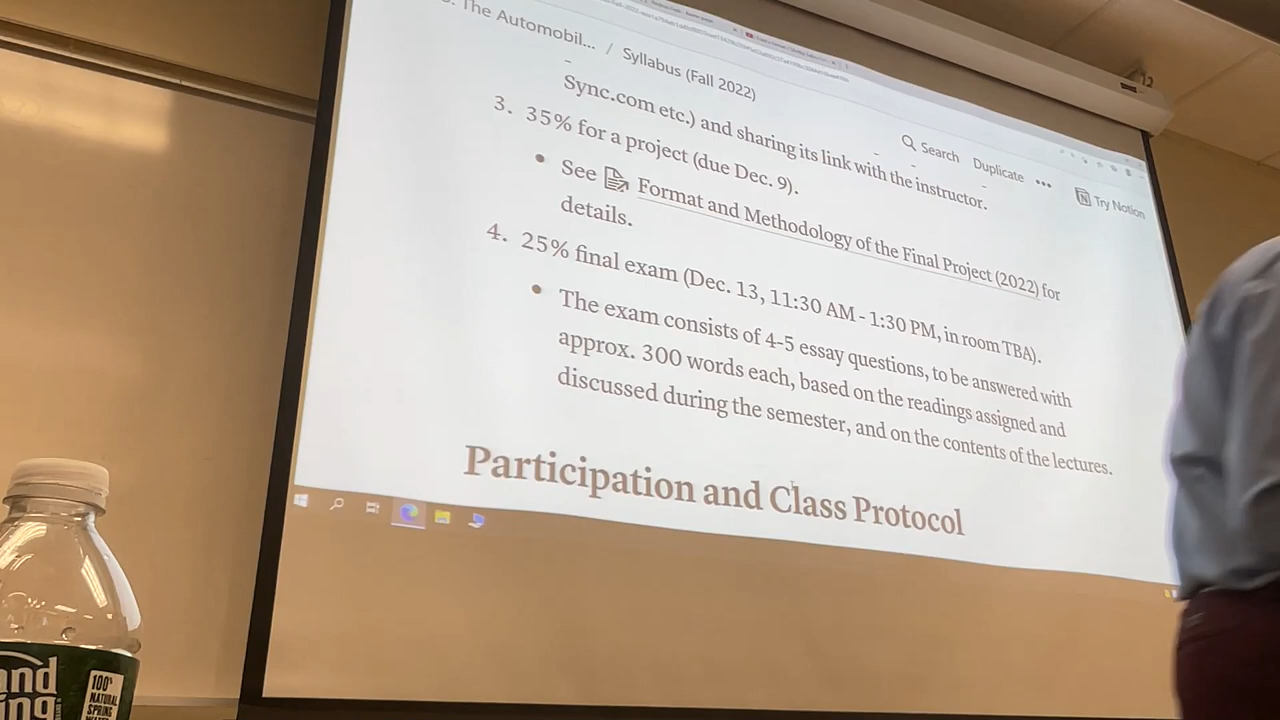 The Automobil... / Syllabus (Fall 2022)
Search Duplicate ••• Try Notion
Sync.com etc.) and sharing its link with the instructor.
3. 35% for a project (due Dec. 9).
• See Format and Methodology of the Final Project (2022) for
details.
4. 25% final exam (Dec. 13, 11:30 AM - 1:30 PM, in room TBA).
• The exam consists of 4-5 essay questions, to be answered with
approx. 300 words each, based on the readings assigned and
discussed during the semester, and on the contents of the lectures.
Participation and Class Protocol
100%
NATURAL
SPRING